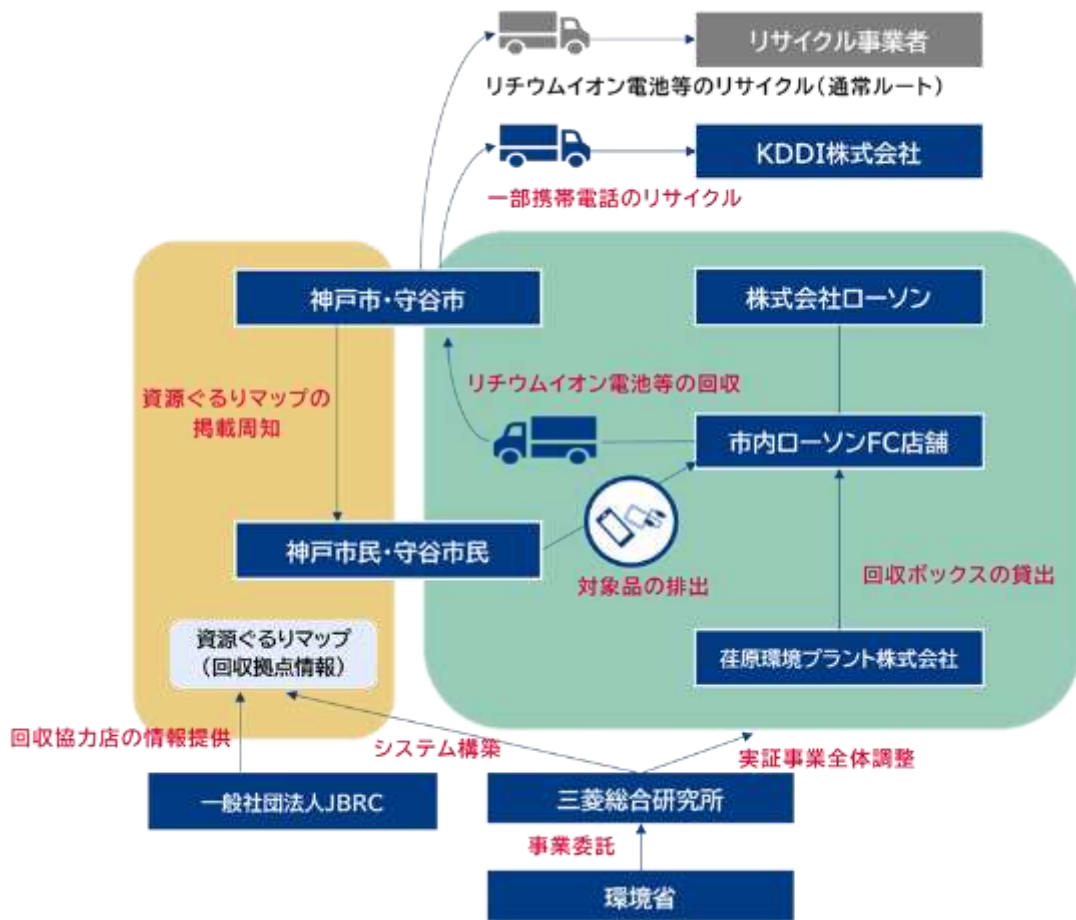 リサイクル事業者
リチウムイオン電池等のリサイクル（通常ルート）
KDDI株式会社
一部携帯電話のリサイクル
神戸市・守谷市
株式会社ローソン
リチウムイオン電池等の回収
資源ぐるりマップの
掲載周知
市内ローソンFC店舗
神戸市民・守谷市民
対象品の排出
回収ボックスの貸出
資源ぐるりマップ
（回収拠点情報）
荏原環境プラント株式会社
回収協力店の情報提供
システム構築
実証事業全体調整
一般社団法人JBRC
三菱総合研究所
事業委託
環境省